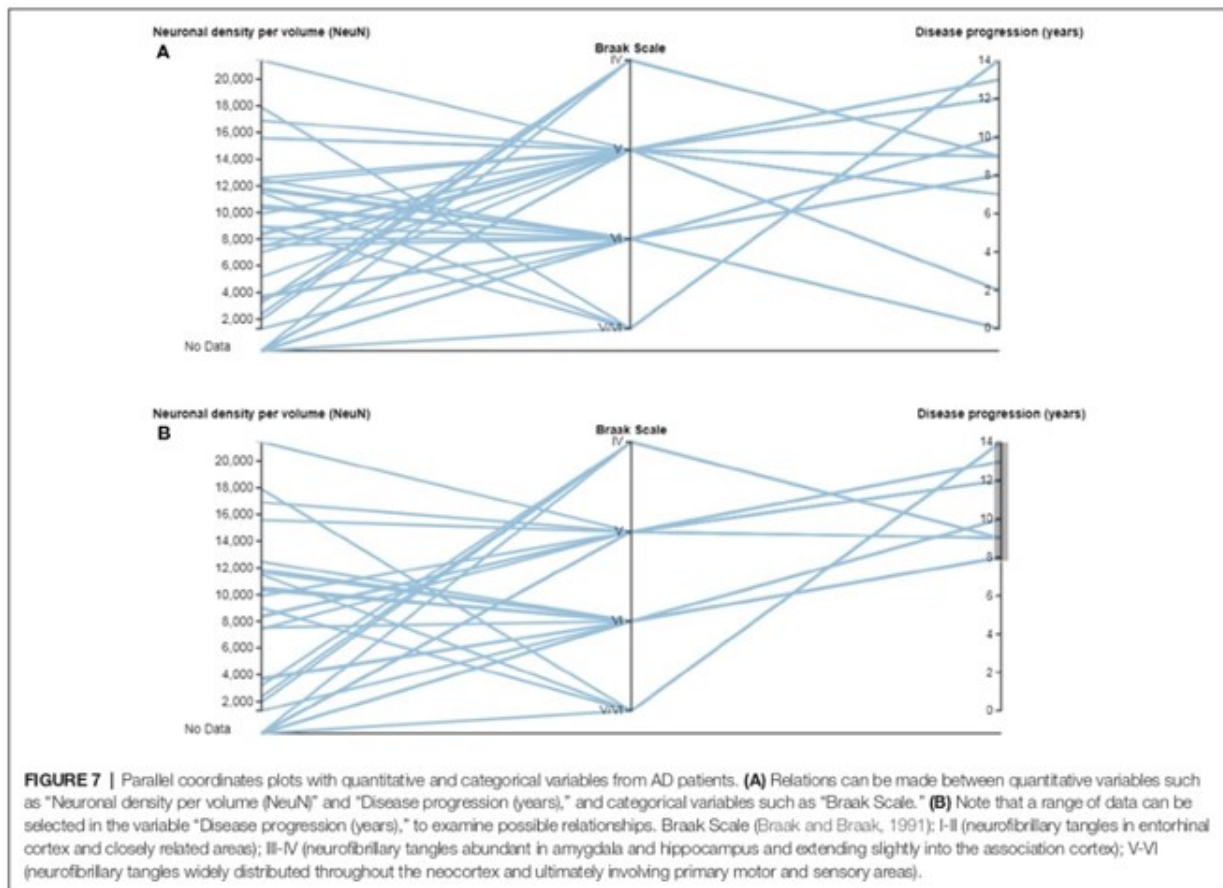 Neuronal density per volume (NeuN)
Disease progression (years)
A
Braak Scale
IV
14
20,000
12
18,000
16,000
10
14,000
V
8
12,000
10,000
6
8,000
VI
4
6,000
4,000
2
2,000
V/VI
0
No Data
Neuronal density per volume (NeuN)
Disease progression (years)
B
Braak Scale
IV
14
20,000
12
18,000
16,000
10
14,000
V
8
12,000
10,000
6
8,000
VI
4
6,000
4,000
2
2,000
V/VI
0
No Data
FIGURE 7 | Parallel coordinates plots with quantitative and categorical variables from AD patients. (A) Relations can be made between quantitative variables such
as “Neuronal density per volume (NeuN)” and “Disease progression (years),” and categorical variables such as “Braak Scale.” (B) Note that a range of data can be
selected in the variable “Disease progression (years),” to examine possible relationships. Braak Scale (Braak and Braak, 1991): I-II (neurofibrillary tangles in entorhinal
cortex and closely related areas); III-IV (neurofibrillary tangles abundant in amygdala and hippocampus and extending slightly into the association cortex); V-VI
(neurofibrillary tangles widely distributed throughout the neocortex and ultimately involving primary motor and sensory areas).